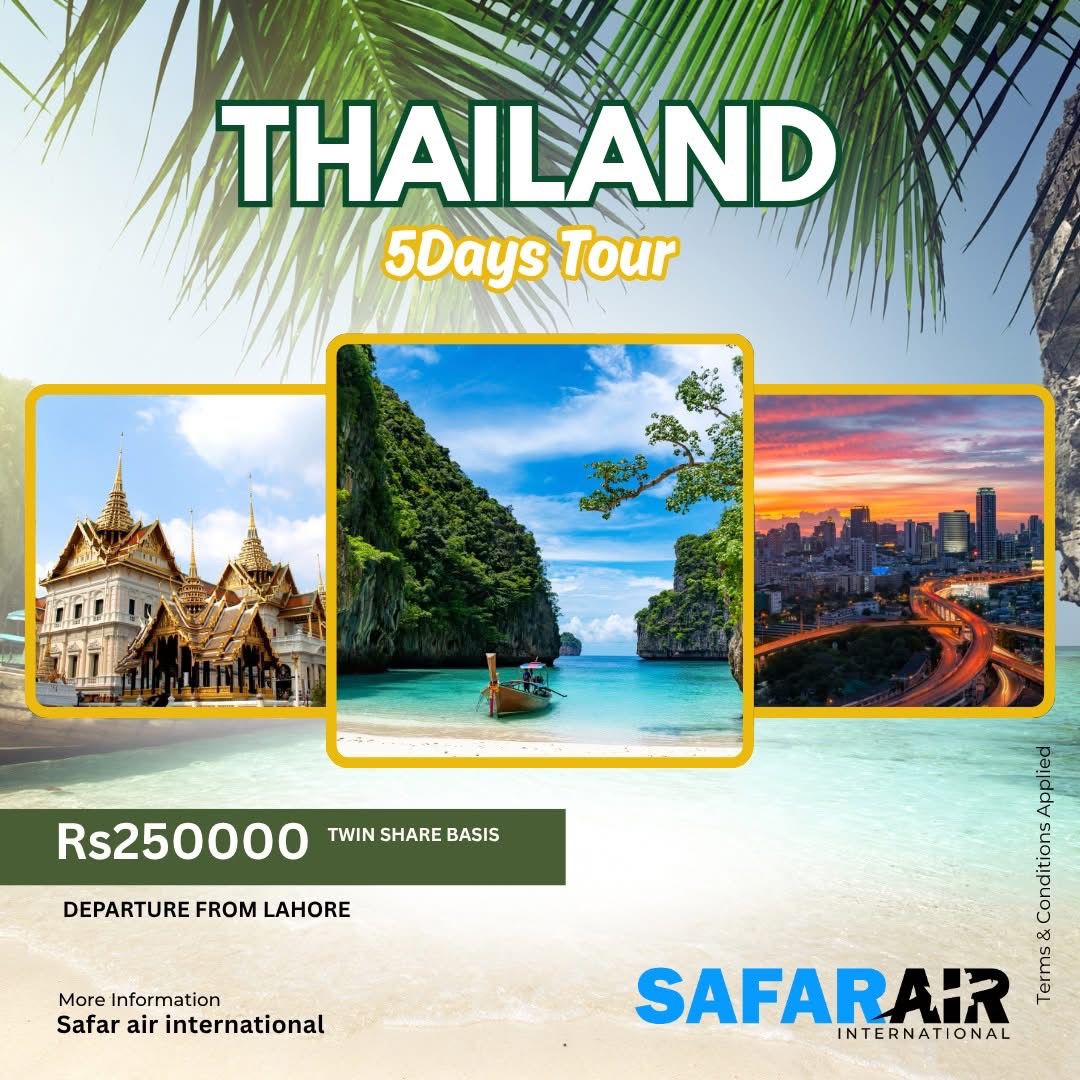 THAILAND
5Days Tour
Rs250000 TWIN SHARE BASIS
DEPARTURE FROM LAHORE
More Information
Safar air international
SAFARAIR
INTERNATIONAL
Terms & Conditions Applied